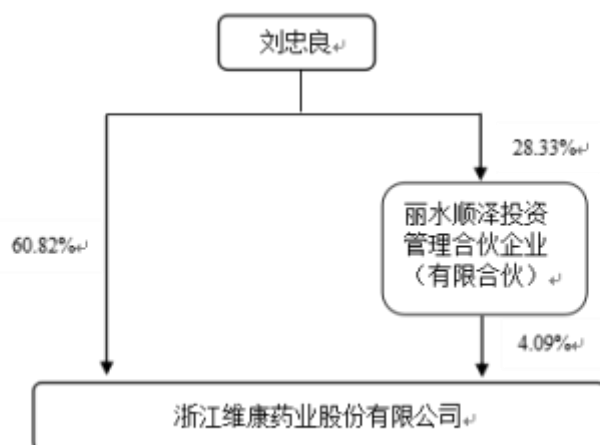 刘忠良
28.33%
丽水顺泽投资
管理合伙企业
（有限合伙）
60.82%
4.09%
浙江维康药业股份有限公司